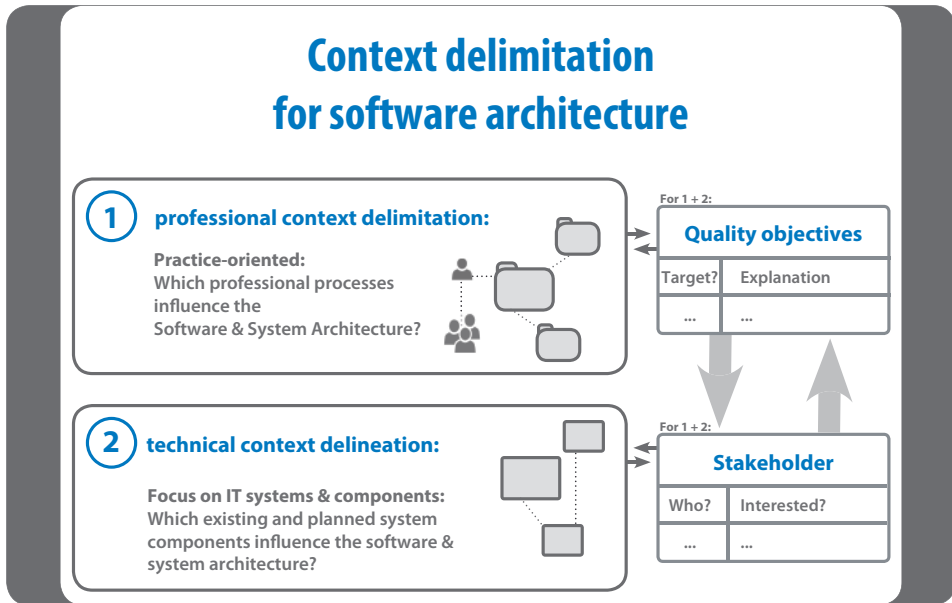 Context delimitation
for software architecture
1
professional context delimitation:
Practice-oriented:
Which professional processes
influence the
Software & System Architecture?
For 1 + 2:
Quality objectives
Target? Explanation
... ...
2
technical context delineation:
Focus on IT systems & components:
Which existing and planned system
components influence the software &
system architecture?
For 1 + 2:
Stakeholder
Who? Interested?
... ...